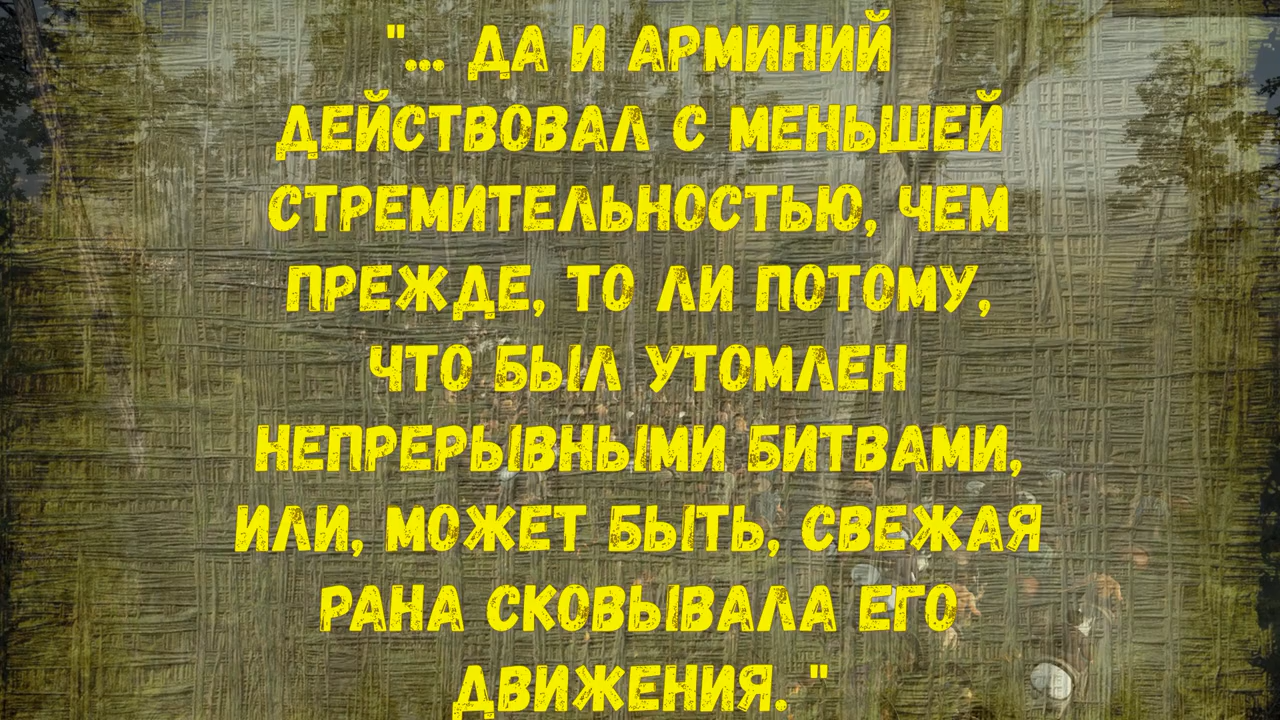 "... ДА И АРМИНИЙ
ДЕЙСТВОВАЛ С МЕНЬШЕЙ
СТРЕМИТЕЛЬНОСТЬЮ, ЧЕМ
ПРЕЖДЕ, ТО ЛИ ПОТОМУ,
ЧТО БЫЛ УТОМЛЕН
НЕПРЕРЫВНЫМИ БИТВАМИ,
ИЛИ, МОЖЕТ БЫТЬ, СВЕЖАЯ
РАНА СКОВЫВАЛА ЕГО
ДВИЖЕНИЯ. "